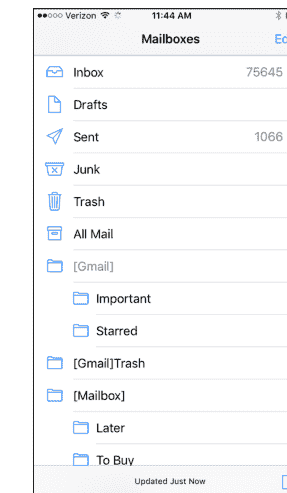 Verizon 11:44 AM
Mailboxes
Inbox 75645
Drafts
Sent 1066
Junk
Trash
All Mail
[Gmail]
Important
Starred
[Gmail]Trash
[Mailbox]
Later
To Buy
Updated Just Now